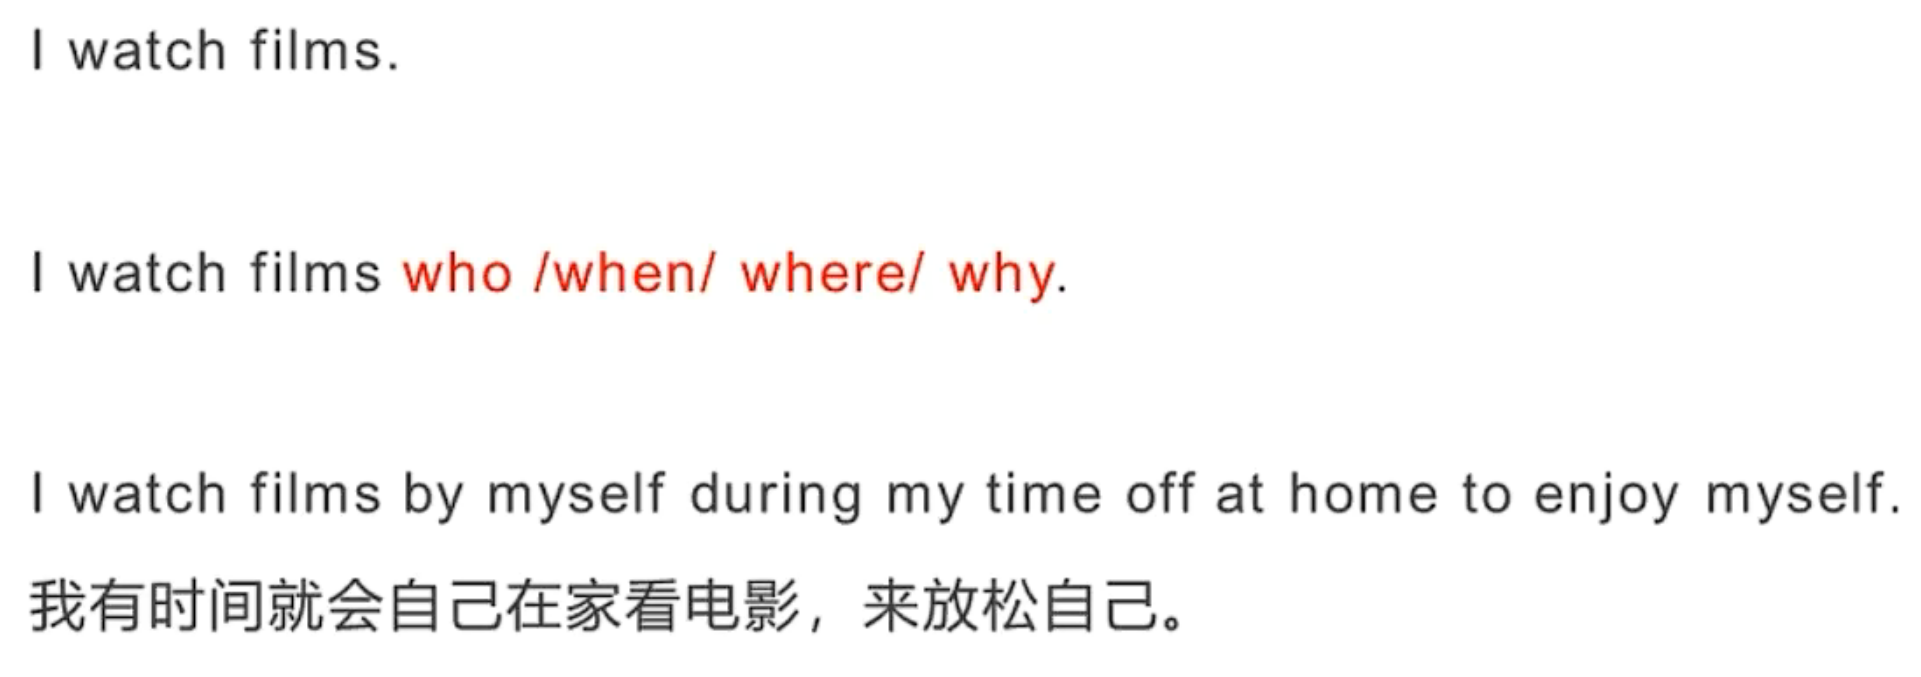 I watch films.
I watch films who /when/ where/ why.
I watch films by myself during my time off at home to enjoy myself.
我有时间就会自己在家看电影，来放松自己。